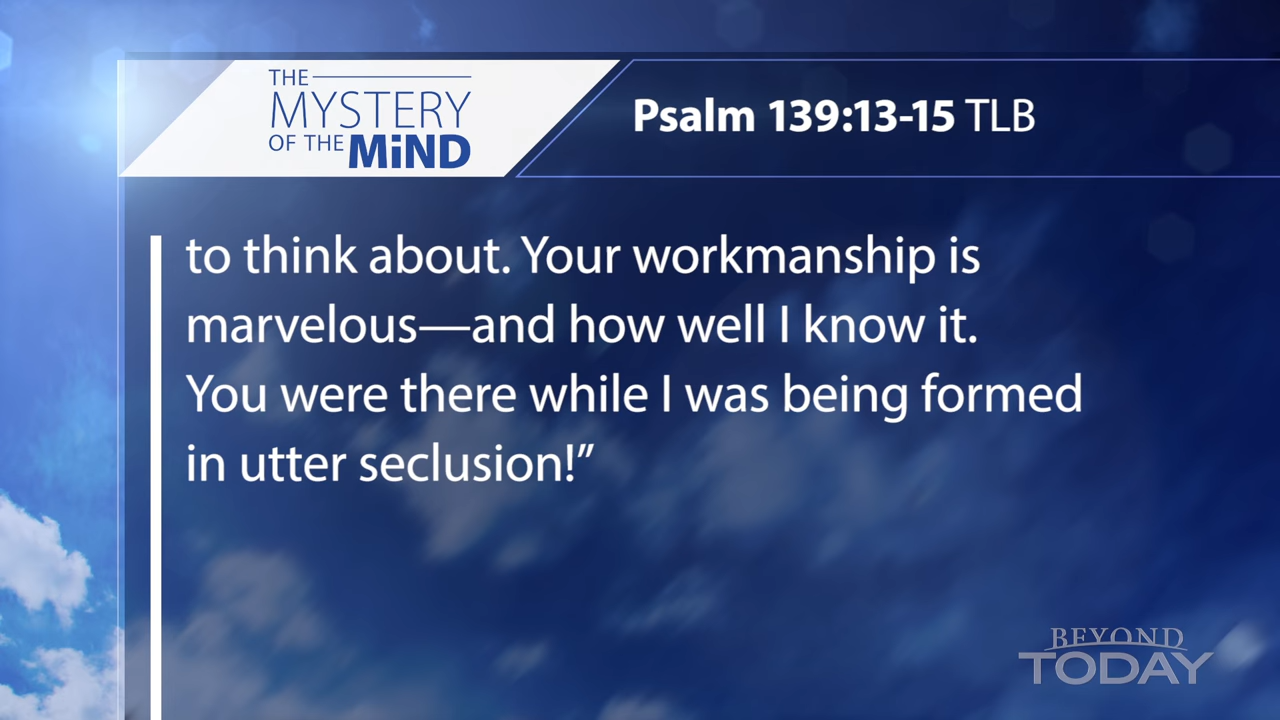 THE
MYSTERY
OF THE MiND
Psalm 139:13-15 TLB
to think about. Your workmanship is
marvelous—and how well I know it.
You were there while I was being formed
in utter seclusion!”
BEYOND
TODAY